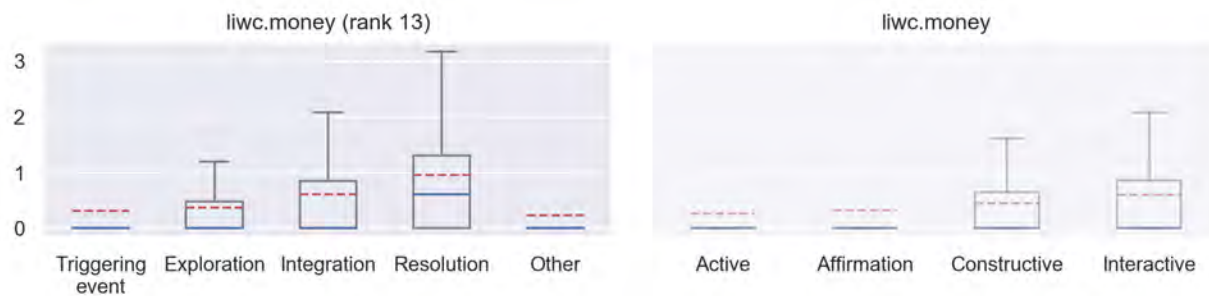 liwc.money (rank 13)
liwc.money
3
2
1
0
Triggering event
Exploration
Integration
Resolution
Other
Active
Affirmation
Constructive
Interactive